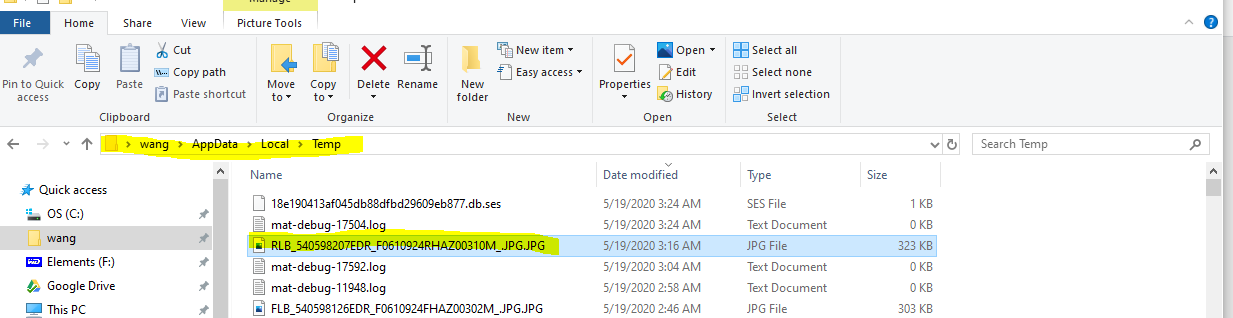 Manage
File Home Share View Picture Tools
Pin to Quick access
Copy
Paste
Cut
Copy path
Paste shortcut
Move to
Copy to
Delete
Rename
New folder
New item
Easy access
Properties
Open
Edit
History
Select all
Select none
Invert selection
Clipboard Organize New Open Select
wang > AppData > Local > Temp
Search Temp
Quick access
OS (C:)
wang
Elements (F:)
Google Drive
This PC
Name Date modified Type Size
18e190413af045db88dfbd29609eb877.db.ses 5/19/2020 3:24 AM SES File 1 KB
mat-debug-17504.log 5/19/2020 3:24 AM Text Document 0 KB
RLB_540598207EDR_F0610924RHAZ00310M_.JPG.JPG 5/19/2020 3:16 AM JPG File 323 KB
mat-debug-17592.log 5/19/2020 3:04 AM Text Document 0 KB
mat-debug-11948.log 5/19/2020 2:58 AM Text Document 0 KB
FLB_540598126EDR_F0610924FHAZ00302M_.JPG.JPG 5/19/2020 2:46 AM JPG File 303 KB